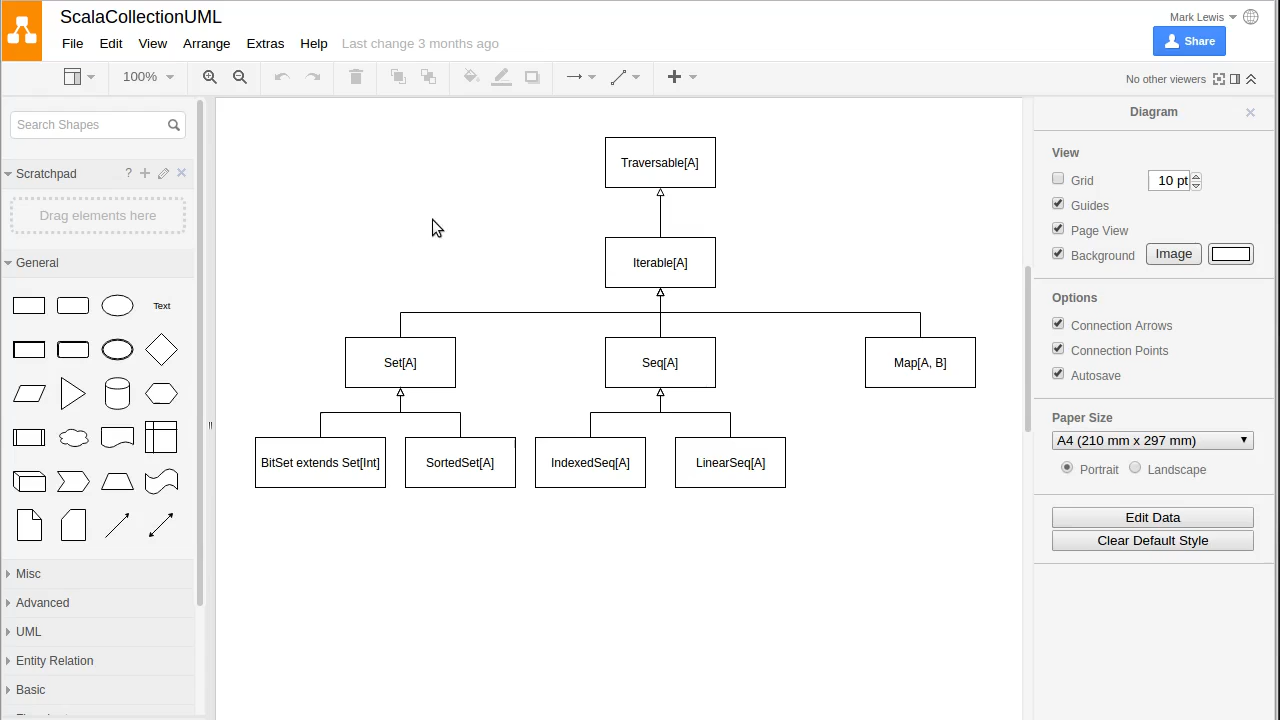 ScalaCollectionUML
Mark Lewis
File Edit View Arrange Extras Help Last change 3 months ago
Share
100%
No other viewers
Search Shapes
Scratchpad ?
Drag elements here
General
Text
Misc
Advanced
UML
Entity Relation
Basic
Traversable[A]
Iterable[A]
Set[A] Seq[A] Map[A, B]
BitSet extends Set[Int] SortedSet[A] IndexedSeq[A] LinearSeq[A]
Diagram
View
Grid 10 pt
Guides
Page View
Background Image
Options
Connection Arrows
Connection Points
Autosave
Paper Size
A4 (210 mm x 297 mm)
Portrait Landscape
Edit Data
Clear Default Style